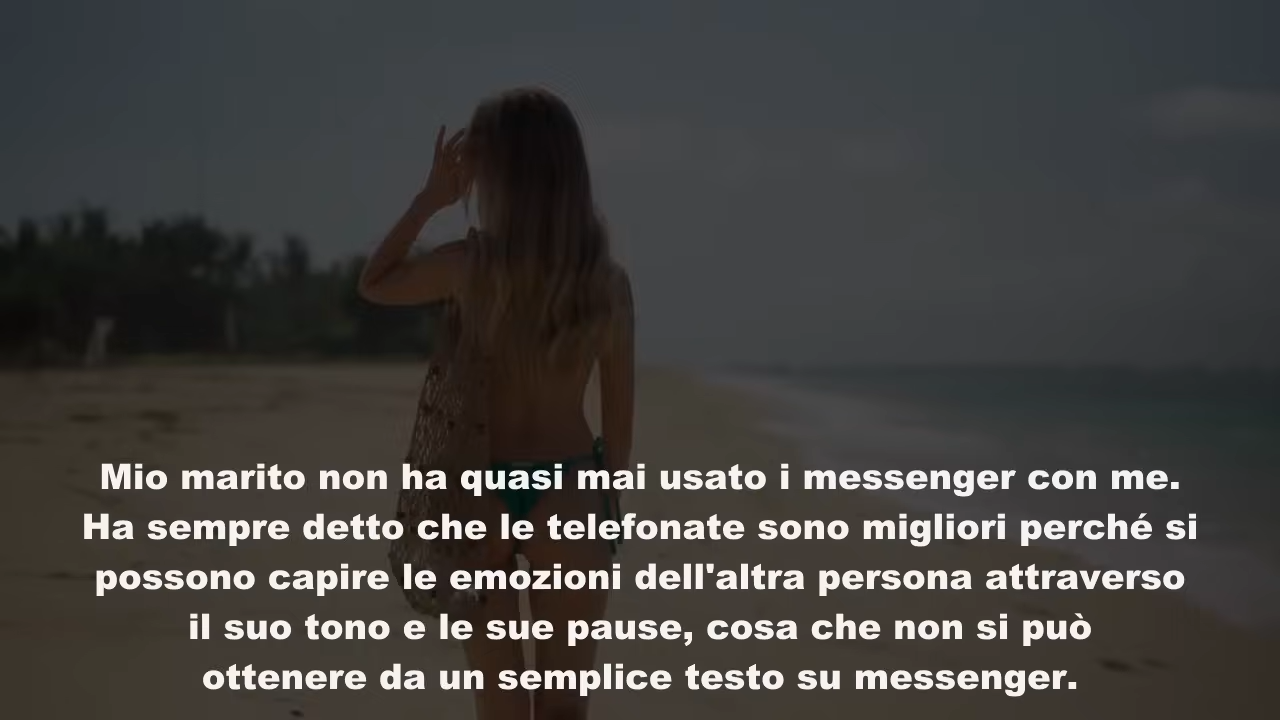 Mio marito non ha quasi mai usato i messenger con me.
Ha sempre detto che le telefonate sono migliori perché si
possono capire le emozioni dell'altra persona attraverso
il suo tono e le sue pause, cosa che non si può
ottenere da un semplice testo su messenger.